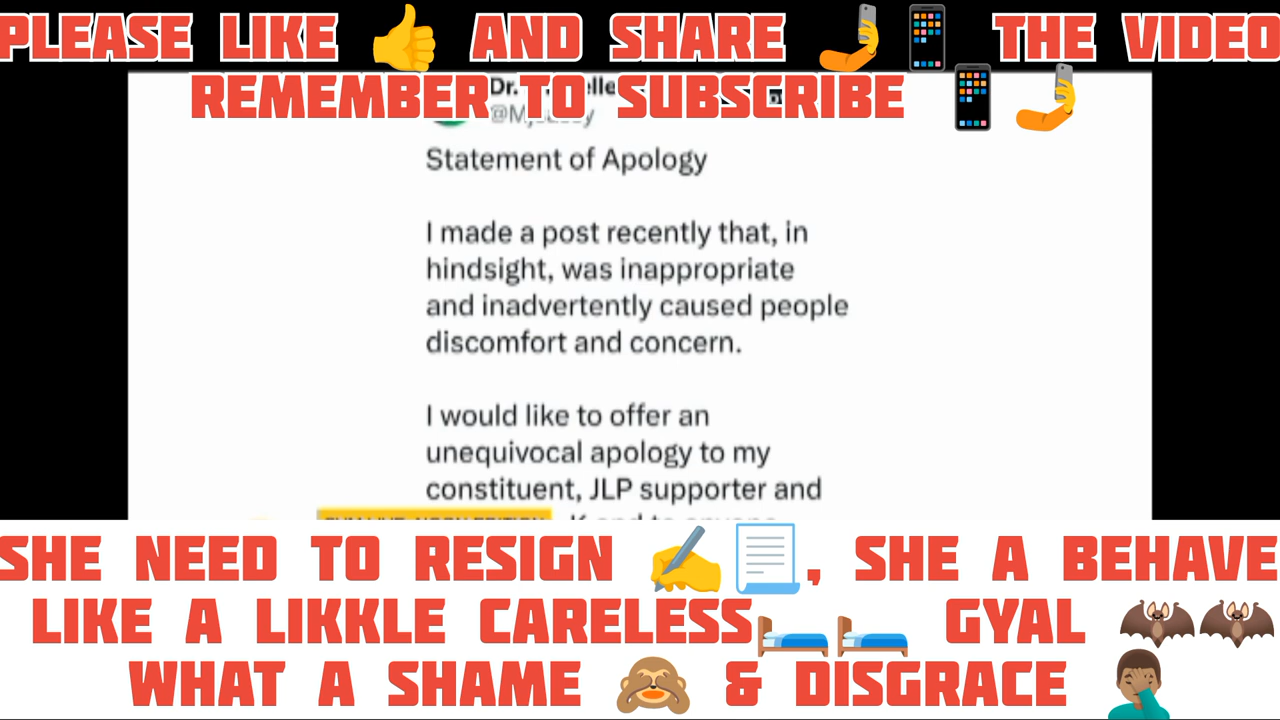 PLEASE LIKE 👍 AND SHARE 🤳📱 THE VIDEO
REMEMBER TO SUBSCRIBE 📱🤳
Dr.
Statement of Apology
I made a post recently that, in
hindsight, was inappropriate
and inadvertently caused people
discomfort and concern.
I would like to offer an
unequivocal apology to my
constituent, JLP supporter and
SHE NEED TO RESIGN ✍️📃, SHE A BEHAVE
LIKE A LIKKLE CARELESS🛏️🛏️ GYAL 🦇🦇
WHAT A SHAME 🙈 & DISGRACE 🤦🏾‍♂️